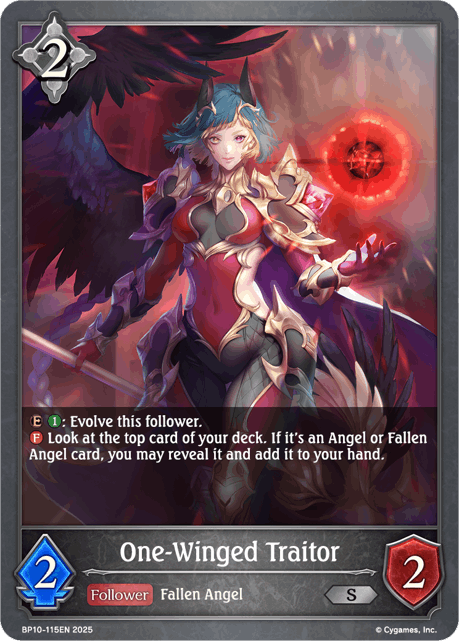 2
E 1: Evolve this follower.
F Look at the top card of your deck. If it's an Angel or Fallen
Angel card, you may reveal it and add it to your hand.
One-Winged Traitor
2
Follower Fallen Angel
S
2
BP10-115EN 2025
© Cygames, Inc.